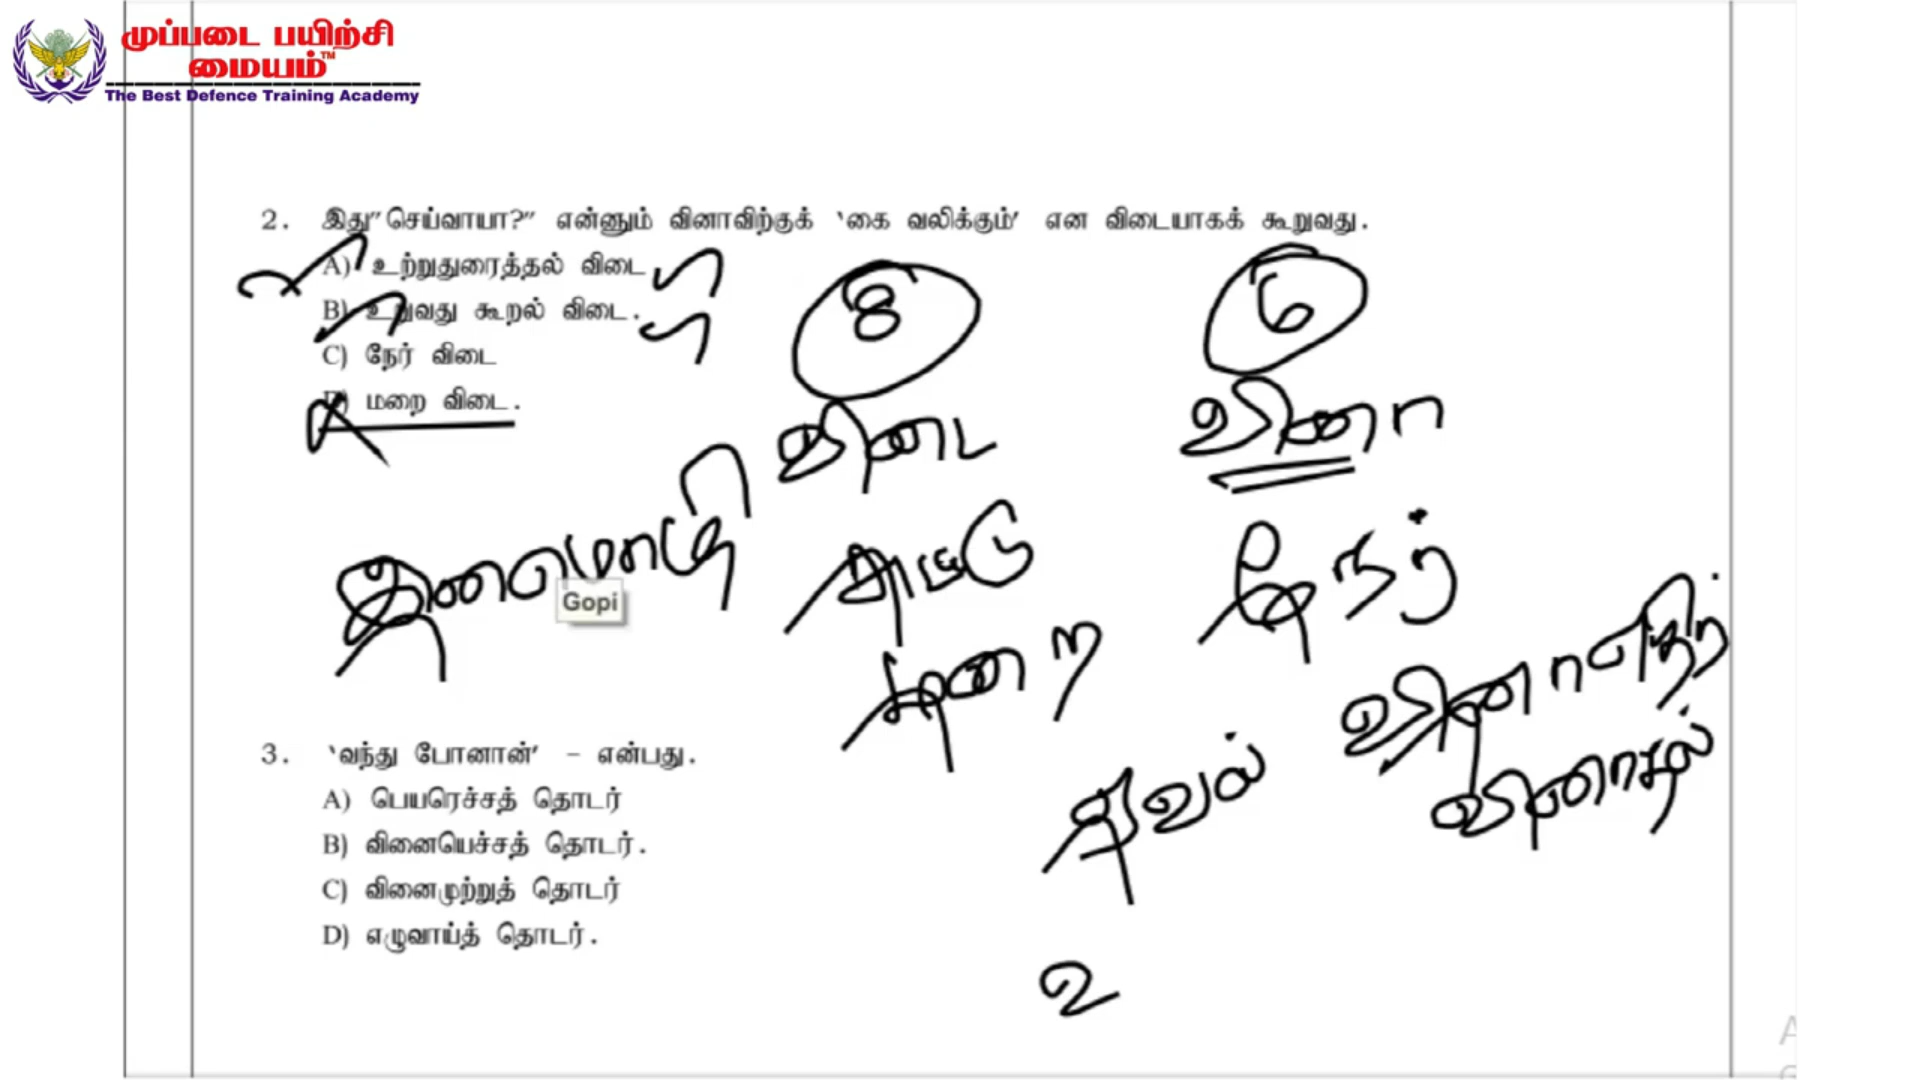 முப்படை பயிற்சி
மையம்™
The Best Defence Training Academy
2. இது"செய்வாயா?" என்னும் வினாவிற்குக் 'கை வலிக்கும்' என விடையாகக் கூறுவது.
A) உற்றுதுரைத்தல் விடை
B) உறுவது கூறல் விடை.
C) நேர் விடை
D) மறை விடை.
8
6
விடை
வினா
சுட்டு
நேர்
Gopi
மறை
வினா எதிர்
வினாதல்
ஏவல்
உ
3. 'வந்து போனான்' – என்பது.
A) பெயரெச்சத் தொடர்
B) வினையெச்சத் தொடர்.
C) வினைமுற்றுத் தொடர்
D) எழுவாய்த் தொடர்.